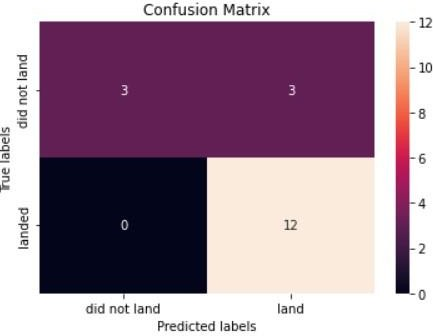 Confusion Matrix
did not land
3
3
True labels
landed
0
12
did not land
land
Predicted labels
12
10
8
6
4
2
0